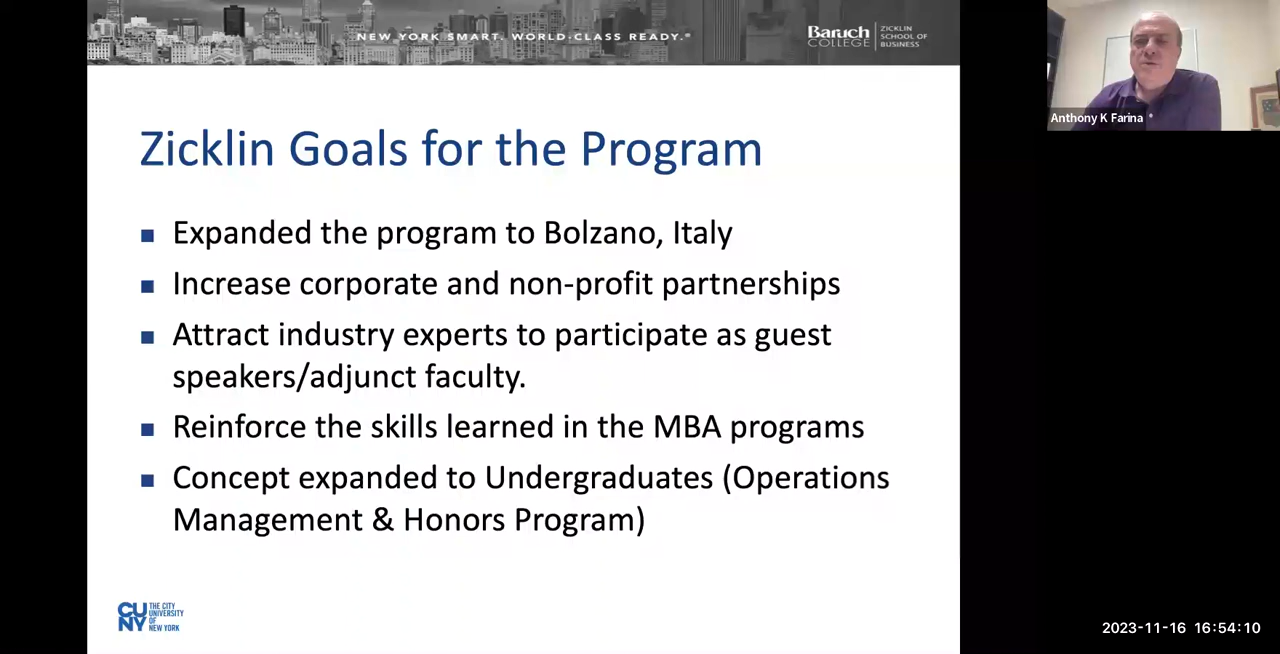 NEW YORK SMART. WORLD-CLASS READY.®
Baruch
COLLEGE
ZICKLIN
SCHOOL OF
BUSINESS
Anthony K Farina
Zicklin Goals for the Program
Expanded the program to Bolzano, Italy
Increase corporate and non-profit partnerships
Attract industry experts to participate as guest
speakers/adjunct faculty.
Reinforce the skills learned in the MBA programs
Concept expanded to Undergraduates (Operations
Management & Honors Program)
CU
NY
THE CITY
UNIVERSITY
OF
NEW YORK
2023-11-16 16:54:10